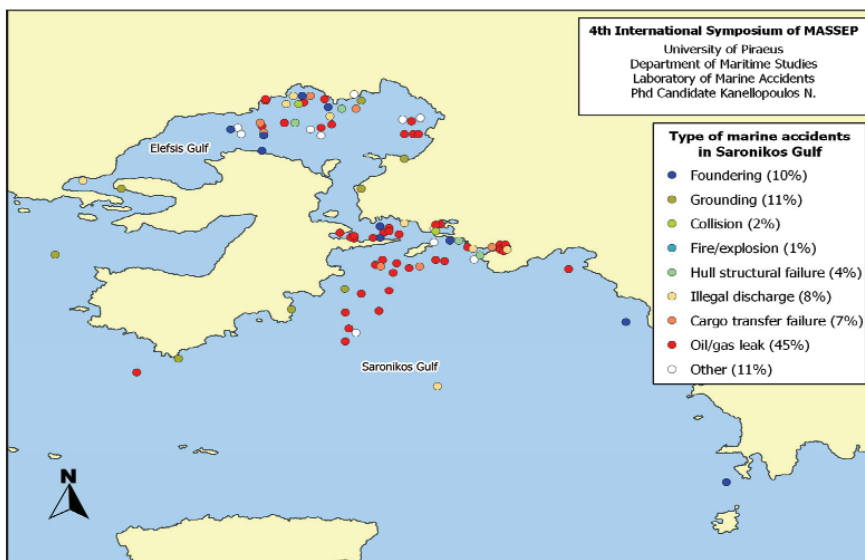 4th International Symposium of MASSEP
University of Piraeus
Department of Maritime Studies
Laboratory of Marine Accidents
Phd Candidate Kanellopoulos N.
Type of marine accidents
in Saronikos Gulf
Foundering (10%)
Grounding (11%)
Collision (2%)
Fire/explosion (1%)
Hull structural failure (4%)
Illegal discharge (8%)
Cargo transfer failure (7%)
Oil/gas leak (45%)
Other (11%)
Elefsis Gulf
Saronikos Gulf
N